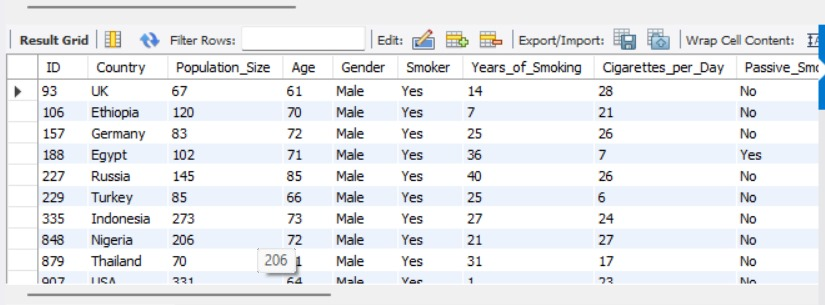 Result Grid Filter Rows: Edit: Export/Import: Wrap Cell Content:
ID Country Population_Size Age Gender Smoker Years_of_Smoking Cigarettes_per_Day Passive_Smo
93 UK 67 61 Male Yes 14 28 No
106 Ethiopia 120 70 Male Yes 7 21 No
157 Germany 83 72 Male Yes 25 26 No
188 Egypt 102 71 Male Yes 36 7 Yes
227 Russia 145 85 Male Yes 40 26 No
229 Turkey 85 66 Male Yes 25 6 No
335 Indonesia 273 73 Male Yes 27 24 No
848 Nigeria 206 72 Male Yes 21 27 No
879 Thailand 70 206 1 Male Yes 31 17 No
907 USA 331 64 Male Yes 1 23 No